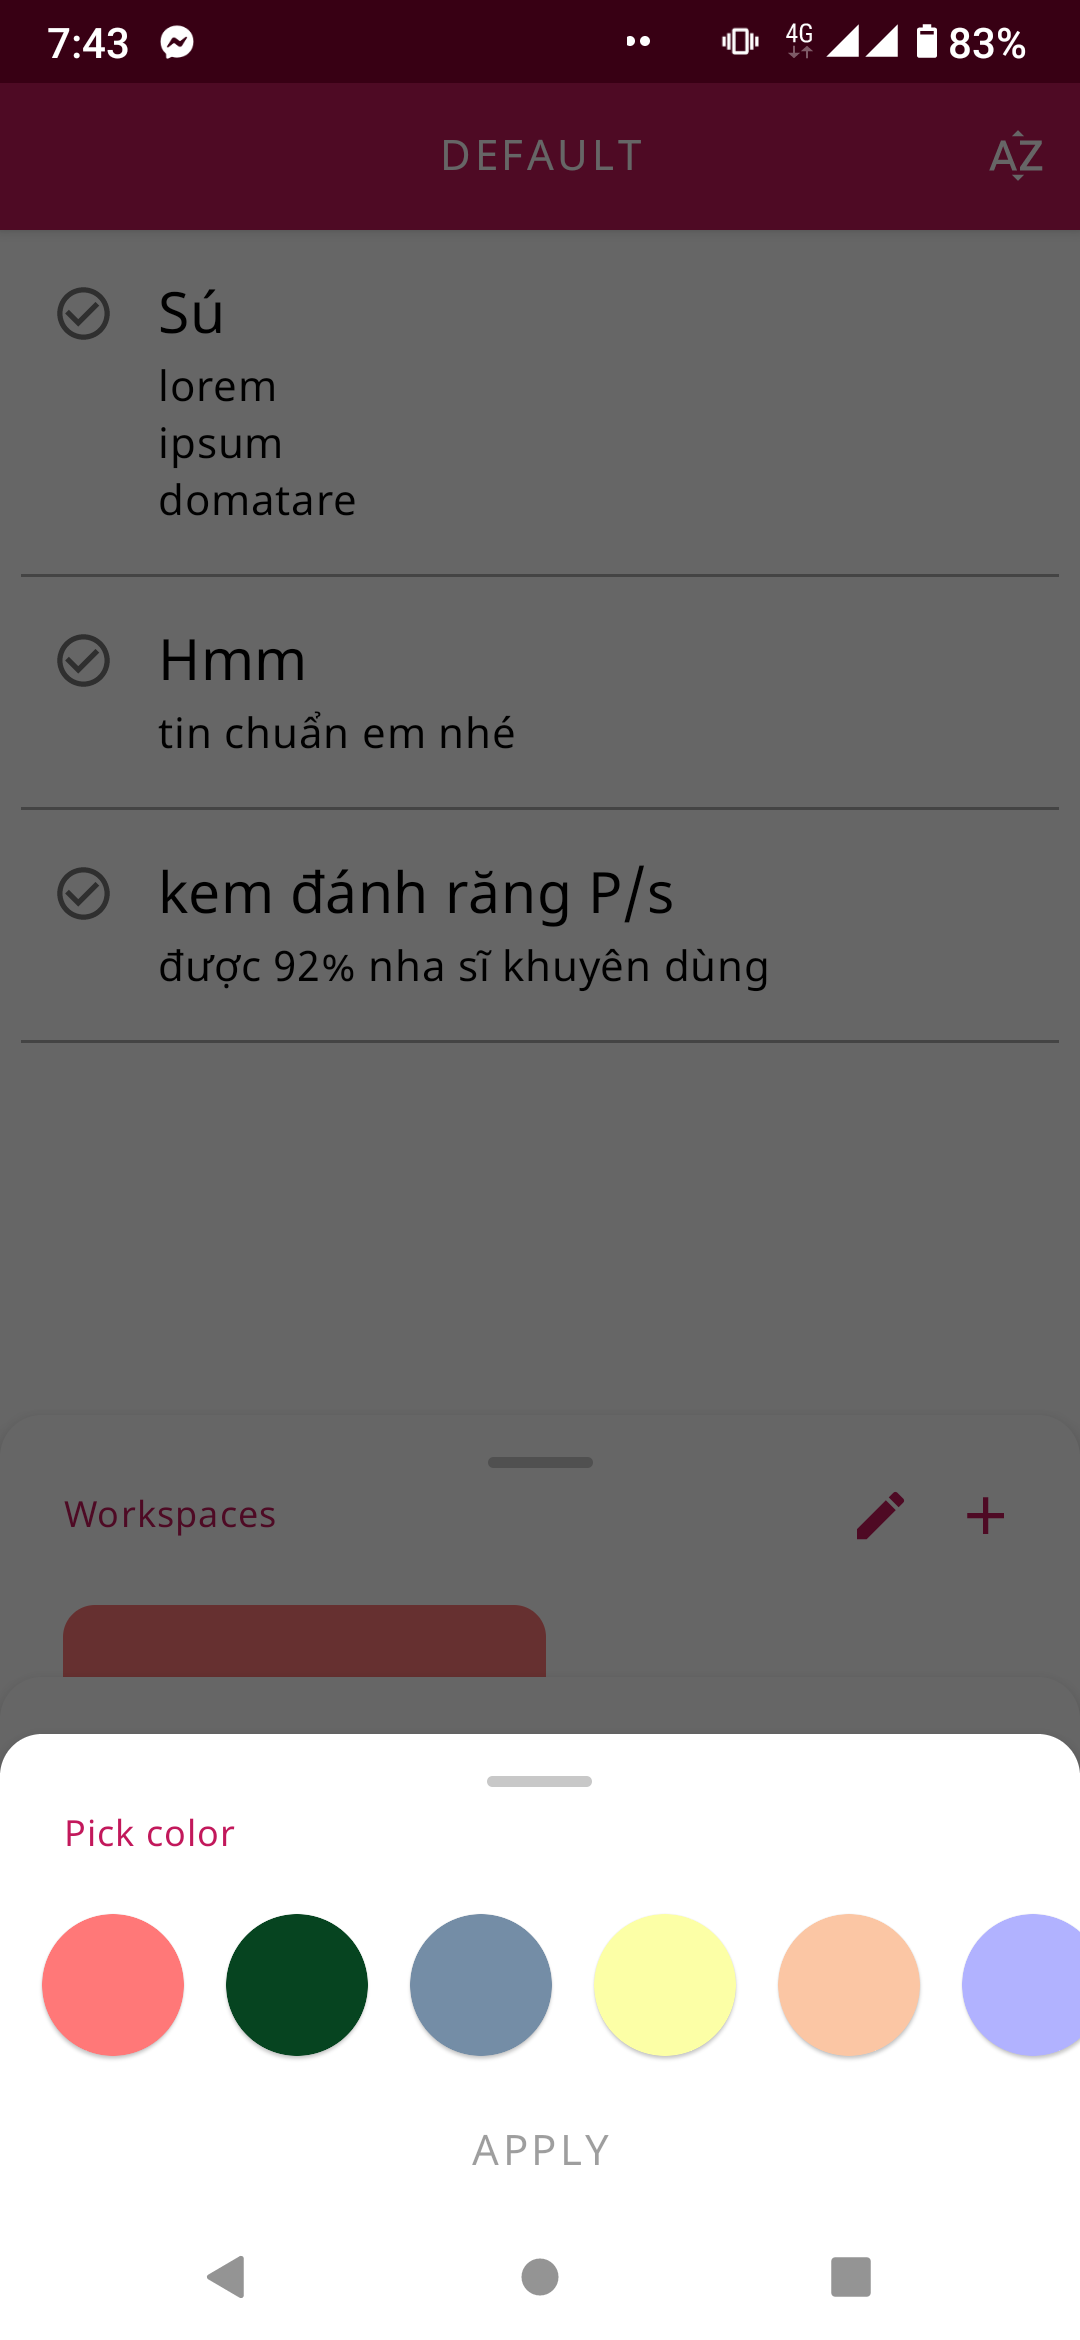 7:43
4G
83%
DEFAULT
AZ
Sú
lorem
ipsum
domatare
Hmm
tin chuẩn em nhé
kem đánh răng P/s
được 92% nha sĩ khuyên dùng
Workspaces
Pick color
APPLY